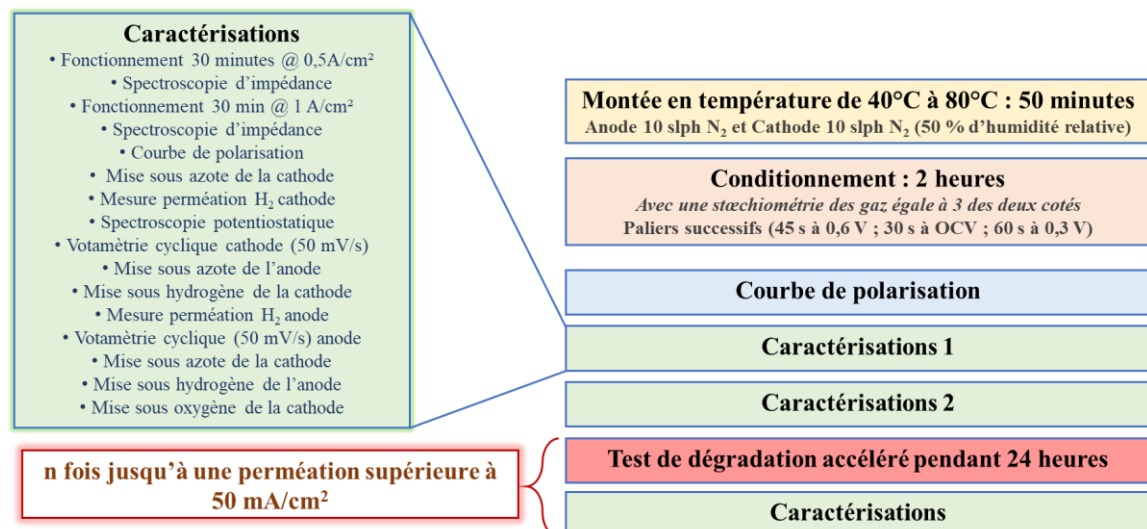 Caractérisations
• Fonctionnement 30 minutes @ 0,5A/cm²
• Spectroscopie d'impédance
• Fonctionnement 30 min @ 1 A/cm²
• Spectroscopie d'impédance
• Courbe de polarisation
• Mise sous azote de la cathode
• Mesure perméation H₂ cathode
• Spectroscopie potentiostatique
• Votamètrie cyclique cathode (50 mV/s)
• Mise sous azote de l'anode
• Mise sous hydrogène de la cathode
• Mesure perméation H₂ anode
• Votamètrie cyclique (50 mV/s) anode
• Mise sous azote de la cathode
• Mise sous hydrogène de l'anode
• Mise sous oxygène de la cathode
n fois jusqu'à une perméation supérieure à
50 mA/cm²
Montée en température de 40°C à 80°C : 50 minutes
Anode 10 slph N₂ et Cathode 10 slph N₂ (50 % d'humidité relative)
Conditionnement : 2 heures
Avec une stœchiométrie des gaz égale à 3 des deux cotés
Paliers successifs (45 s à 0,6 V ; 30 s à OCV ; 60 s à 0,3 V)
Courbe de polarisation
Caractérisations 1
Caractérisations 2
Test de dégradation accéléré pendant 24 heures
Caractérisations